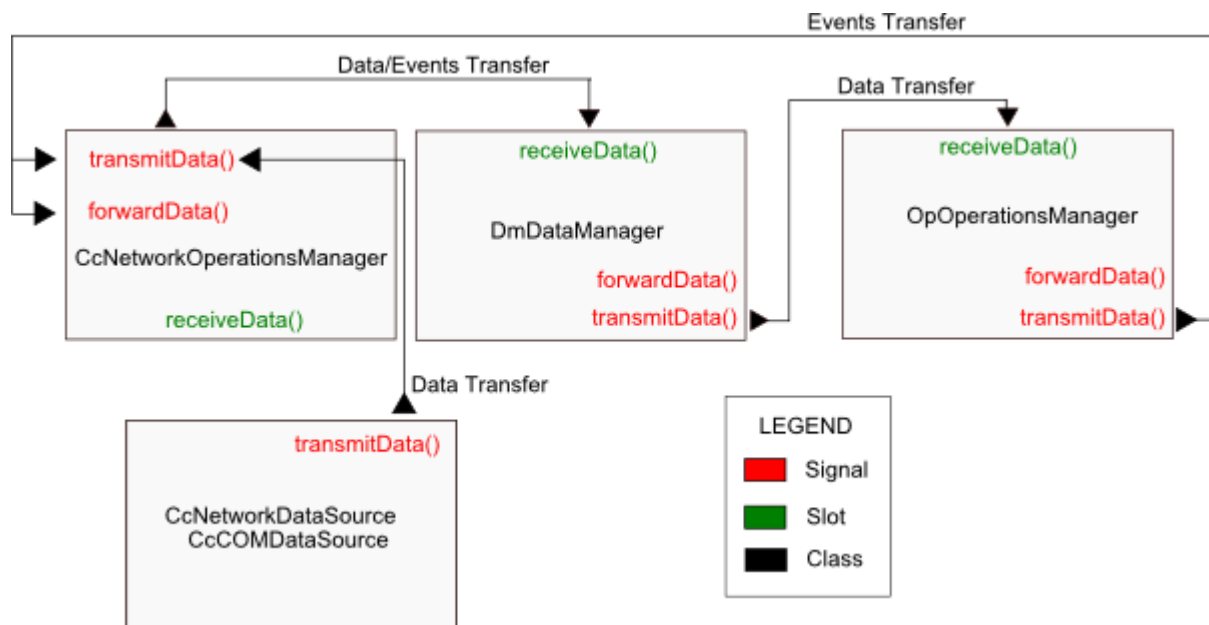 Events Transfer
Data/Events Transfer
Data Transfer
transmitData()
forwardData()
CcNetworkOperationsManager
receiveData()
receiveData()
DmDataManager
forwardData()
transmitData()
receiveData()
OpOperationsManager
forwardData()
transmitData()
Data Transfer
transmitData()
CcNetworkDataSource
CcCOMDataSource
LEGEND
Signal
Slot
Class